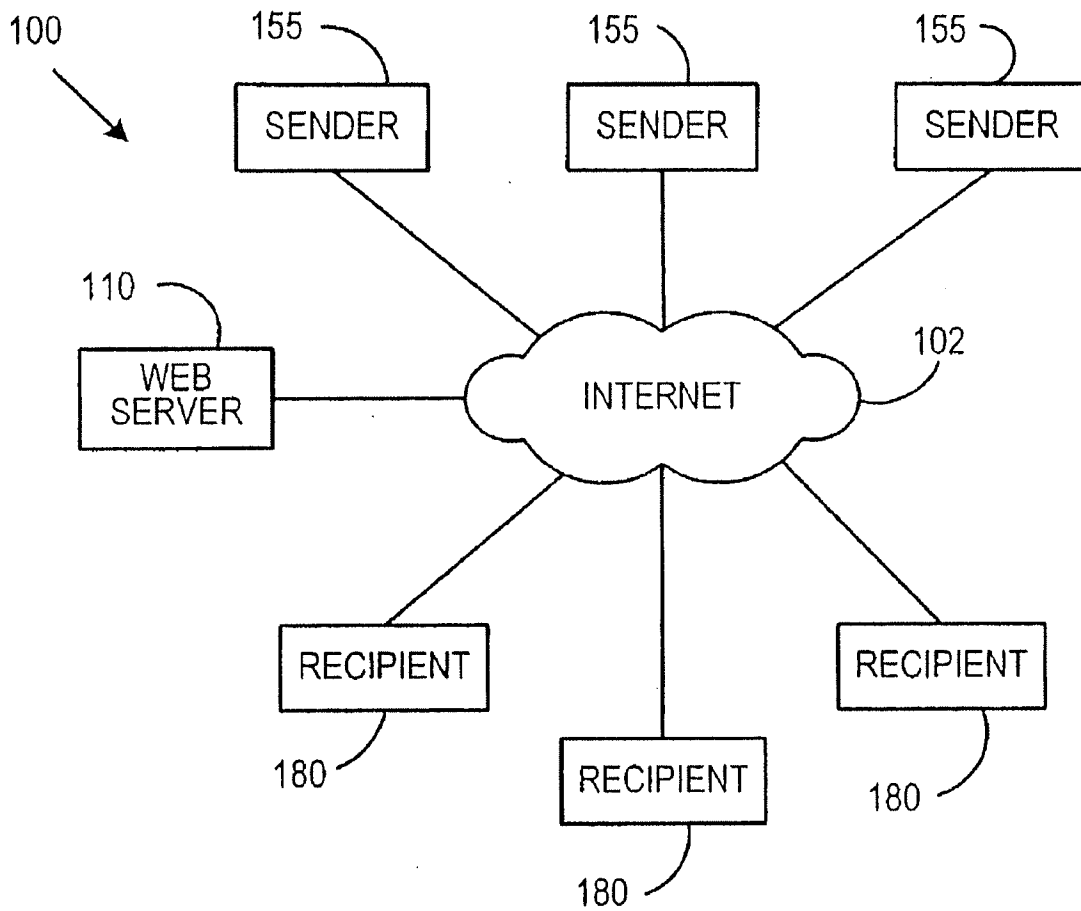 100
155
155
155
SENDER
SENDER
SENDER
110
WEB
SERVER
INTERNET
102
RECIPIENT
RECIPIENT
RECIPIENT
180
180
180